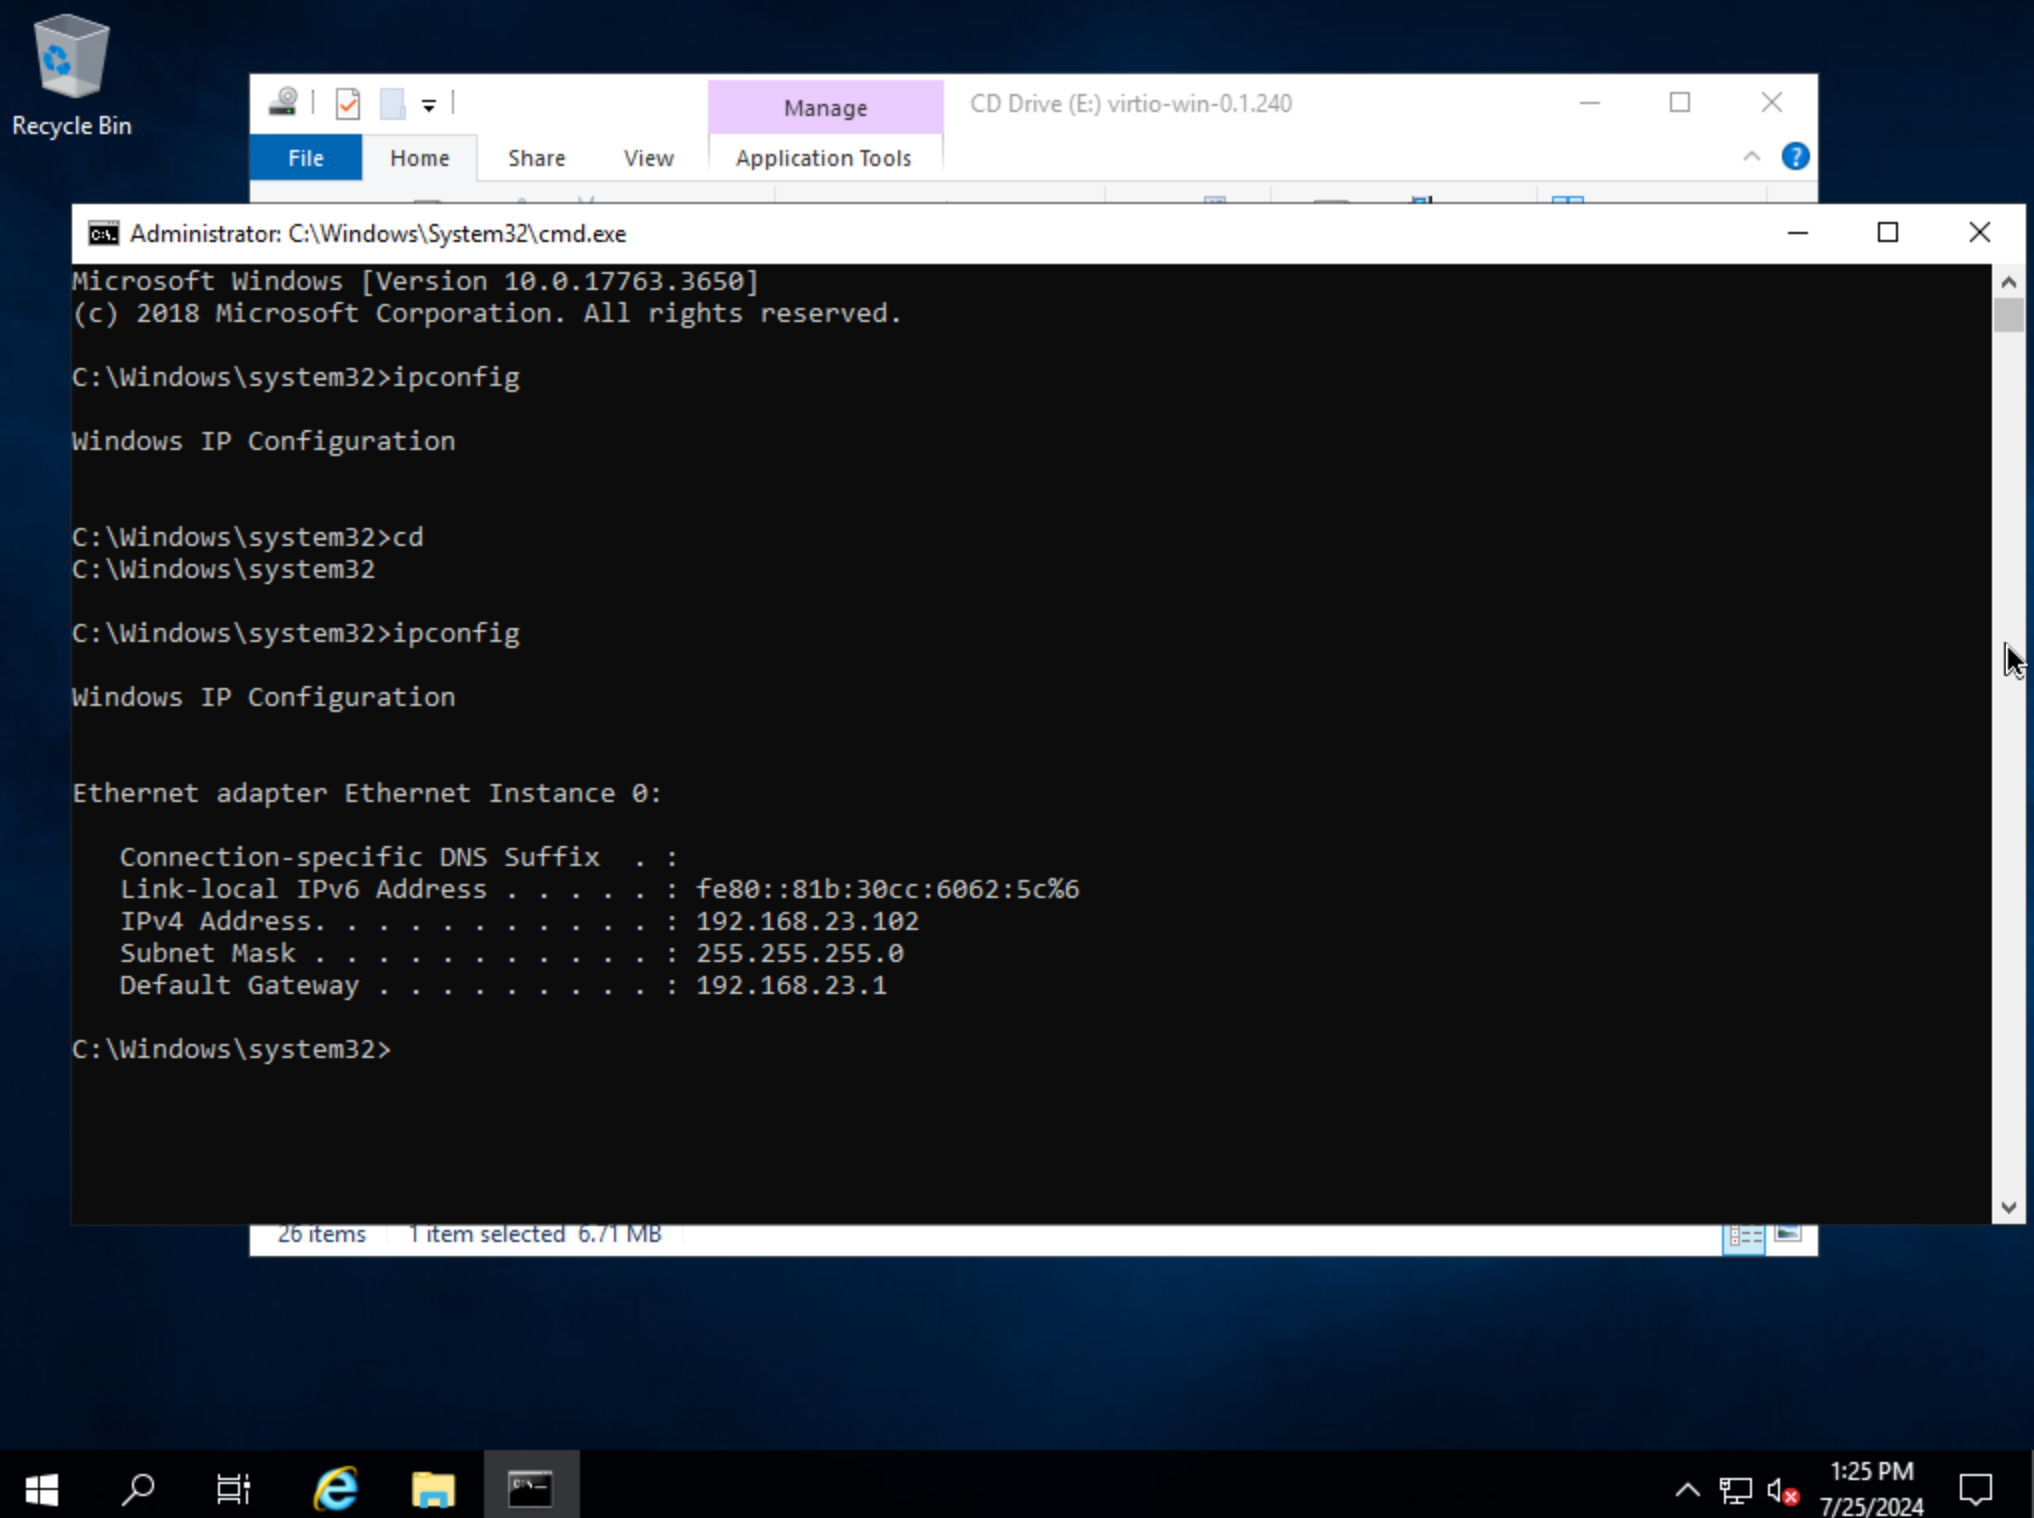 Recycle Bin
Manage
CD Drive (E:) virtio-win-0.1.240
File
Home
Share
View
Application Tools
Administrator: C:\Windows\System32\cmd.exe
Microsoft Windows [Version 10.0.17763.3650]
(c) 2018 Microsoft Corporation. All rights reserved.
C:\Windows\system32>ipconfig
Windows IP Configuration
C:\Windows\system32>cd
C:\Windows\system32
C:\Windows\system32>ipconfig
Windows IP Configuration
Ethernet adapter Ethernet Instance 0:
Connection-specific DNS Suffix  . :
Link-local IPv6 Address . . . . . : fe80::81b:30cc:6062:5c%6
IPv4 Address. . . . . . . . . . . : 192.168.23.102
Subnet Mask . . . . . . . . . . . : 255.255.255.0
Default Gateway . . . . . . . . . : 192.168.23.1
C:\Windows\system32>
26 items
1 item selected 6.71 MB
1:25 PM
7/25/2024